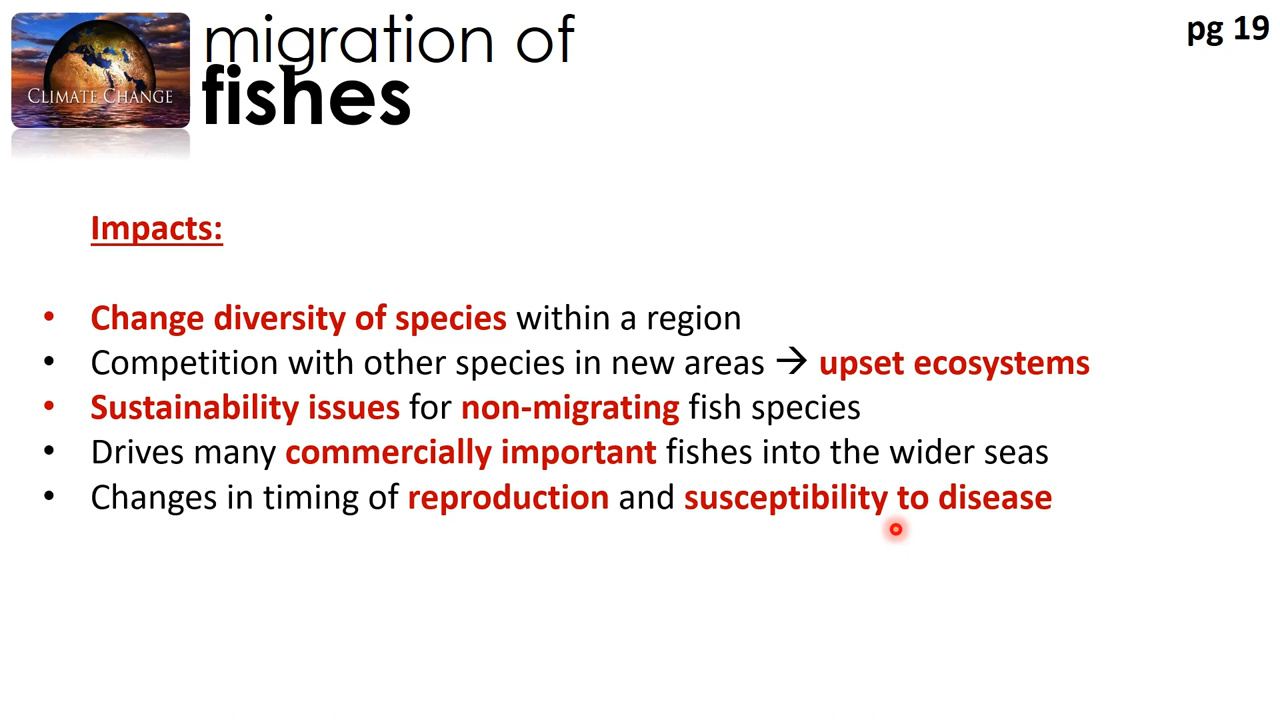 migration of
fishes
pg 19
CLIMATE CHANGE
Impacts:
• Change diversity of species within a region
• Competition with other species in new areas → upset ecosystems
• Sustainability issues for non-migrating fish species
• Drives many commercially important fishes into the wider seas
• Changes in timing of reproduction and susceptibility to disease